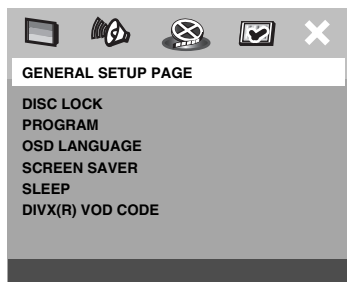 GENERAL SETUP PAGE
DISC LOCK
PROGRAM
OSD LANGUAGE
SCREEN SAVER
SLEEP
DIVX(R) VOD CODE